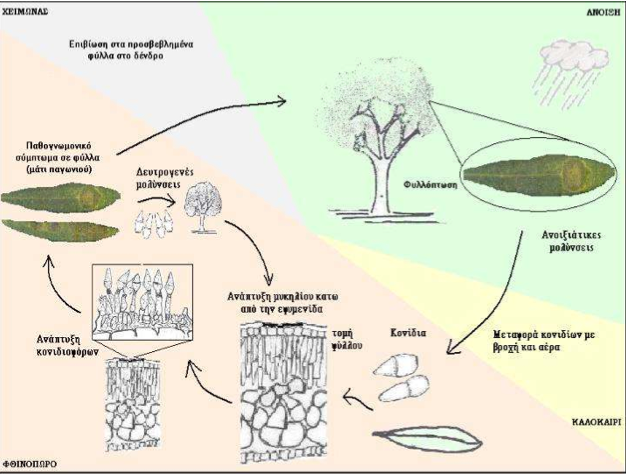 ΧΕΙΜΩΝΑΣ
ΑΝΟΙΞΗ
Επιβίωση στα προσβεβλημένα
φύλλα στο δένδρο
Παθογνωμονικό
σύμπτωμα σε φύλλα
(μάτι παγωνιού)
Δευτρογενές
μολύνσεις
Φυλλόπτωση
Ανοιξιάτικες
μολύνσεις
Ανάπτυξη μυκηλίου κατω
από την εφυμενίδα
τομή
φύλλου
Κονίδια
Μεταφορά κονιδίων με
βροχή και αέρα
Ανάπτυξη
κονιδιοφόρων
ΚΑΛΟΚΑΙΡΙ
ΦΘΙΝΟΠΩΡΟ